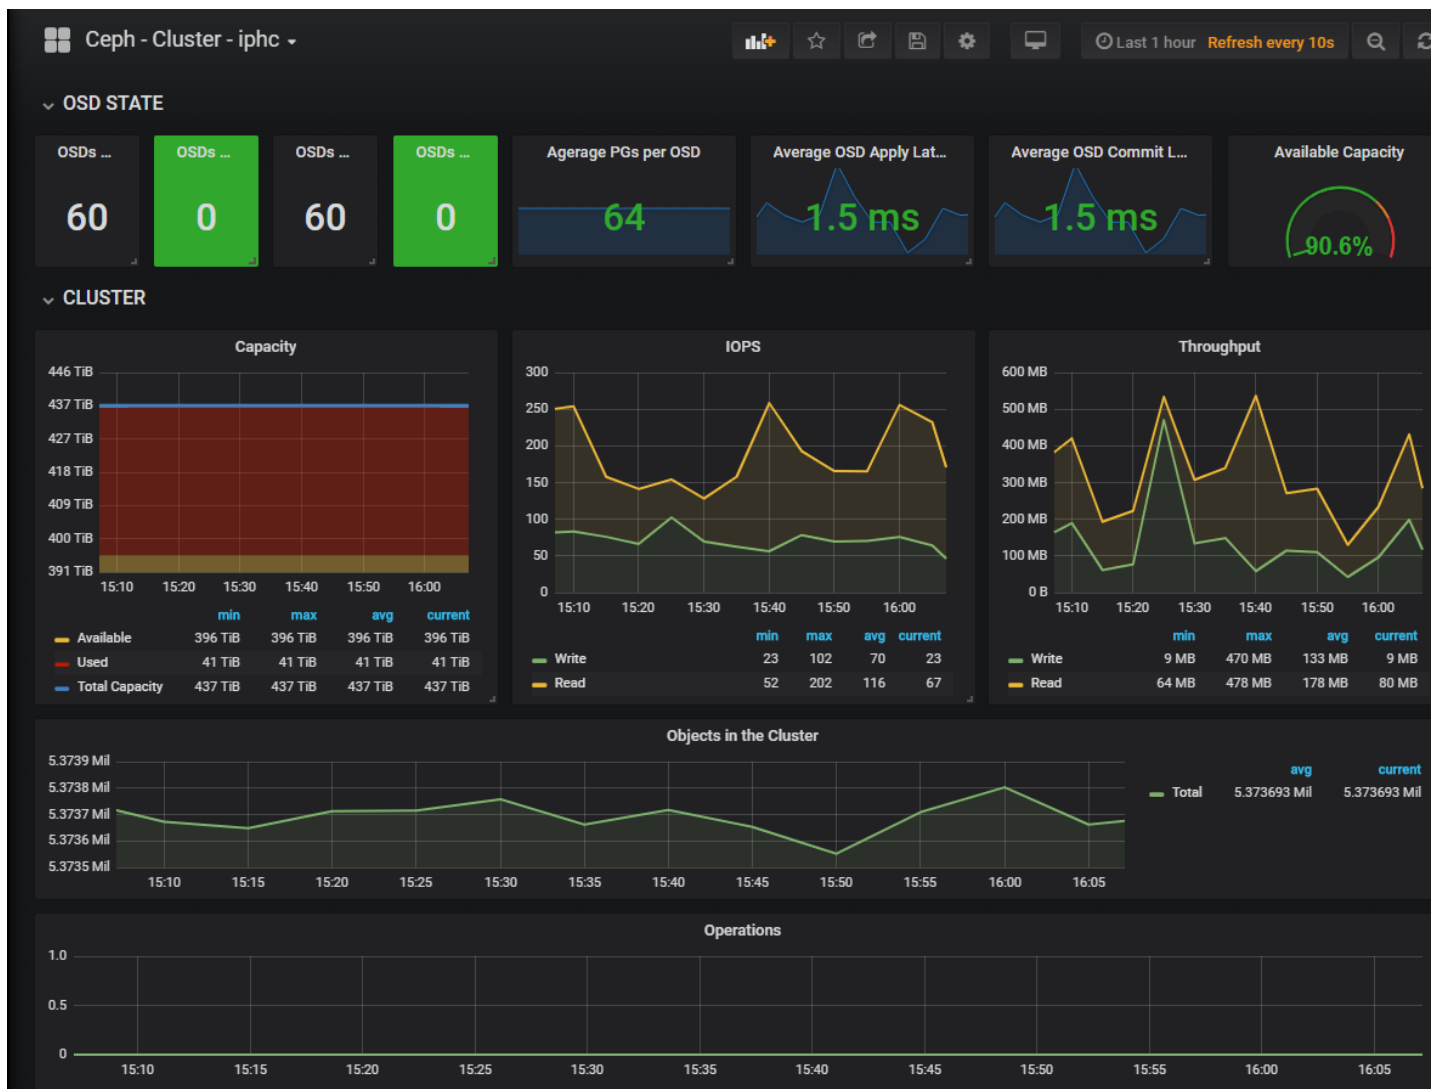 Ceph - Cluster - iphc
Last 1 hour Refresh every 10s
OSD STATE
OSDs ...
60
OSDs ...
0
OSDs ...
60
OSDs ...
0
Agerage PGs per OSD
64
Average OSD Apply Lat...
1.5 ms
Average OSD Commit L...
1.5 ms
Available Capacity
90.6%
CLUSTER
Capacity
446 TiB
437 TiB
427 TiB
418 TiB
409 TiB
400 TiB
391 TiB
15:10 15:20 15:30 15:40 15:50 16:00
min max avg current
Available 396 TiB 396 TiB 396 TiB 396 TiB
Used 41 TiB 41 TiB 41 TiB 41 TiB
Total Capacity 437 TiB 437 TiB 437 TiB 437 TiB
IOPS
300
250
200
150
100
50
0
15:10 15:20 15:30 15:40 15:50 16:00
min max avg current
Write 23 102 70 23
Read 52 202 116 67
Throughput
600 MB
500 MB
400 MB
300 MB
200 MB
100 MB
0 B
15:10 15:20 15:30 15:40 15:50 16:00
min max avg current
Write 9 MB 470 MB 133 MB 9 MB
Read 64 MB 478 MB 178 MB 80 MB
Objects in the Cluster
5.3739 Mil
5.3738 Mil
5.3737 Mil
5.3736 Mil
5.3735 Mil
15:10 15:15 15:20 15:25 15:30 15:35 15:40 15:45 15:50 15:55 16:00 16:05
avg current
Total 5.373693 Mil 5.373693 Mil
Operations
1.0
0.5
0
15:10 15:15 15:20 15:25 15:30 15:35 15:40 15:45 15:50 15:55 16:00 16:05